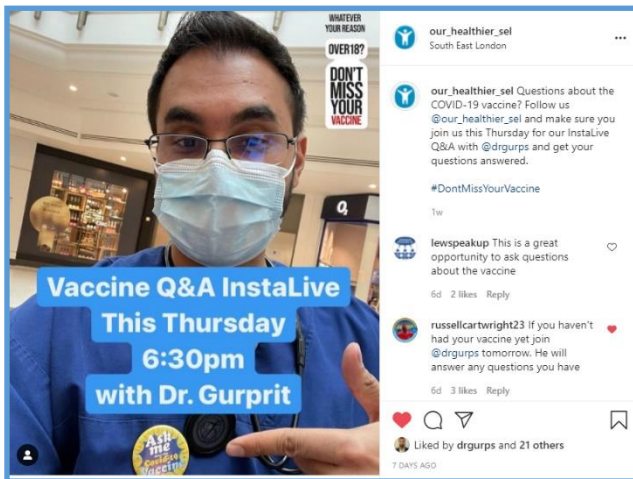 WHATEVER
YOUR REASON
OVER18?
DON'T
MISS
YOUR
VACCINE
O₂
Vaccine Q&A InstaLive
This Thursday
6:30pm
with Dr. Gurprit
Ask
me
Covid-19
Vaccine
our_healthier_sel
South East London
our_healthier_sel Questions about the
COVID-19 vaccine? Follow us
@our_healthier_sel and make sure you
join us this Thursday for our InstaLive
Q&A with @drgurps and get your
questions answered.
#DontMissYourVaccine
1w
lewspeakup This is a great
opportunity to ask questions
about the vaccine
6d 2 likes Reply
russellcartwright23 If you haven't
had your vaccine yet join
@drgurps tomorrow. He will
answer any questions you have
6d 3 likes Reply
Liked by drgurps and 21 others
7 DAYS AGO